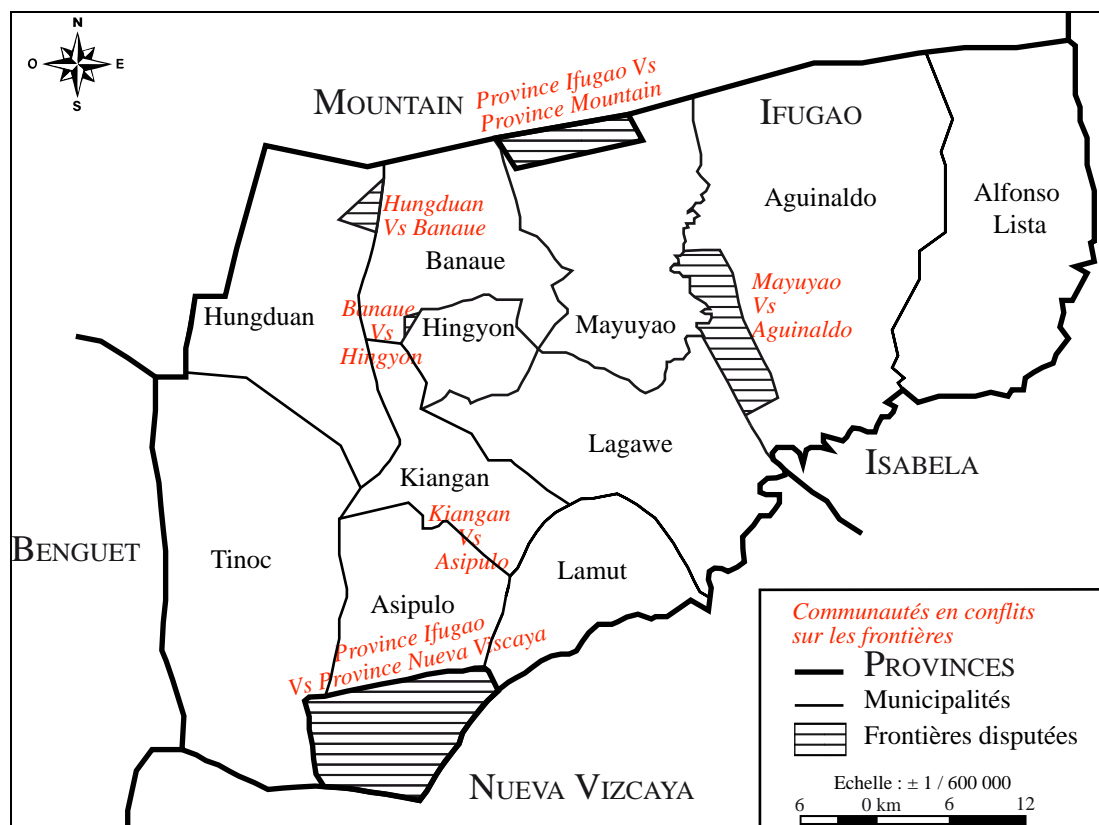 N
O
E
S
MOUNTAIN
Province Ifugao Vs
Province Mountain
IFUGAO
Aguinaldo
Alfonso
Lista
Hungduan
Vs Banaue
Banaue
Hungduan
Banaue
Vs
Hingyon
Hingyon
Mayuyao
Mayuyao
Vs
Aguinaldo
Lagawe
ISABELA
Kiangan
Kiangan
Vs
Asipulo
BENGUET
Tinoc
Lamut
Asipulo
Province Ifugao
Vs Province Nueva Viscaya
NUEVA VIZCAYA
Communautés en conflits
sur les frontières
PROVINCES
Municipalités
Frontières disputées
Echelle : ± 1 / 600 000
6 0 km 6 12